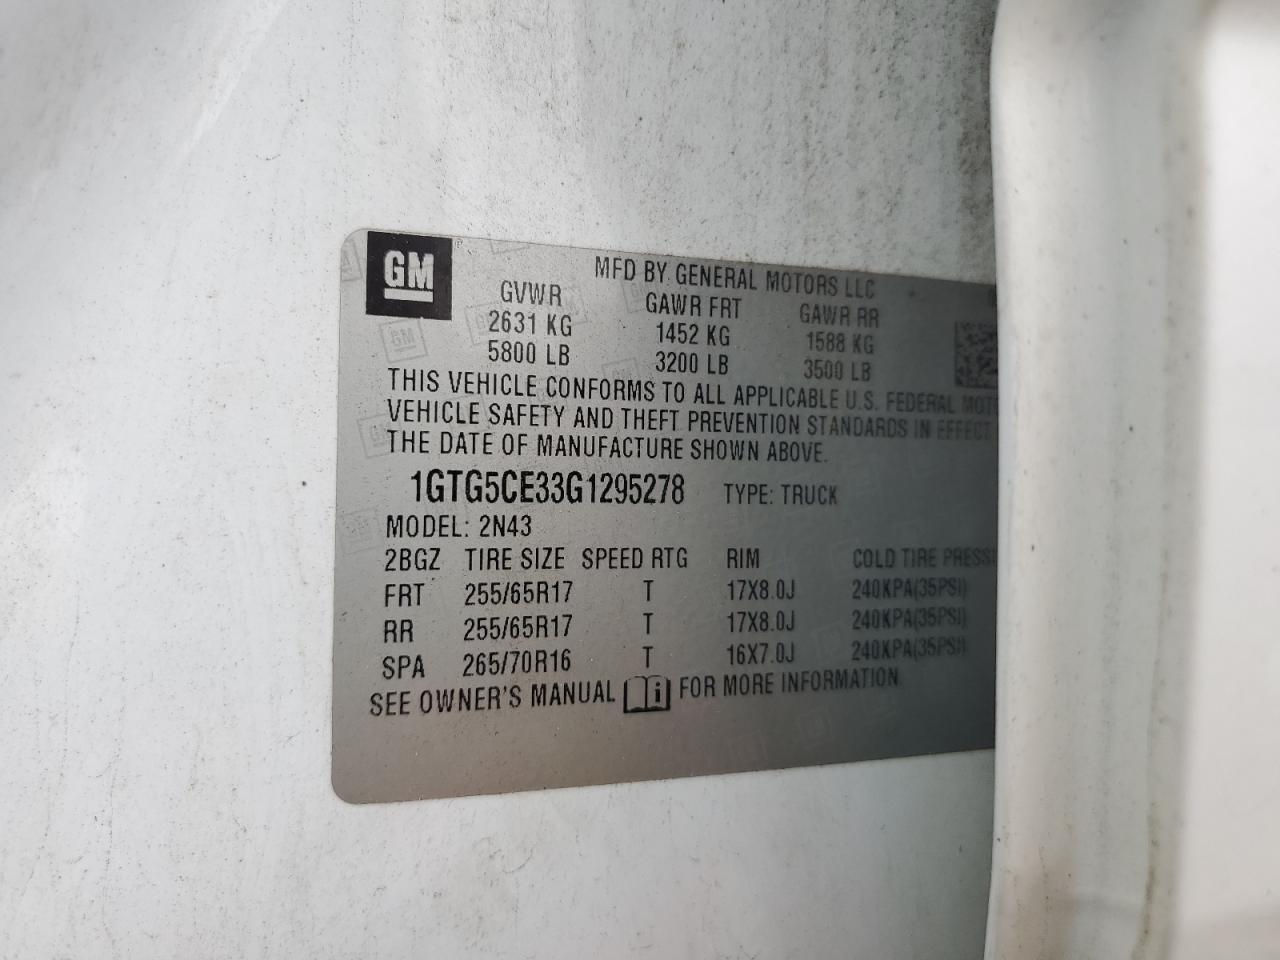 GM
MFD BY GENERAL MOTORS LLC
GVWR GAWR FRT GAWR RR
2631 KG 1452 KG 1588 KG
5800 LB 3200 LB 3500 LB
THIS VEHICLE CONFORMS TO ALL APPLICABLE U.S. FEDERAL MOT
VEHICLE SAFETY AND THEFT PREVENTION STANDARDS IN EFFECT
THE DATE OF MANUFACTURE SHOWN ABOVE.
1GTG5CE33G1295278 TYPE: TRUCK
MODEL: 2N43
2BGZ TIRE SIZE SPEED RTG RIM COLD TIRE PRESS
FRT 255/65R17 T 17X8.0J 240KPA(35PSI)
RR 255/65R17 T 17X8.0J 240KPA(35PSI)
SPA 265/70R16 T 16X7.0J 240KPA(35PSI)
SEE OWNER'S MANUAL i FOR MORE INFORMATION